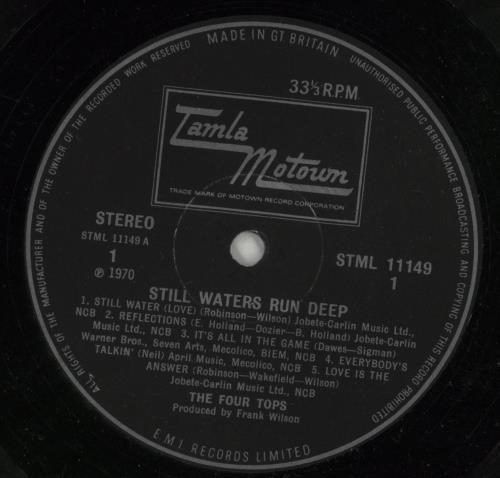 ALL RIGHTS OF THE MANUFACTURER AND OF THE OWNER OF THE RECORDED WORK RESERVED
MADE IN GT BRITAIN
UNAUTHORISED PUBLIC PERFORMANCE BROADCASTING AND COPYING OF THIS RECORD PROHIBITED
33⅓ RPM
Tamla
Motown
TRADE MARK OF MOTOWN RECORD CORPORATION
STEREO
STML 11149 A
1
℗ 1970
STML 11149
1
STILL WATERS RUN DEEP
1. STILL WATER (LOVE) (Robinson—Wilson) Jobete-Carlin Music Ltd.,
NCB 2. REFLECTIONS (E. Holland—Dozier—B. Holland) Jobete-Carlin
Music Ltd., NCB 3. IT'S ALL IN THE GAME (Dawes—Sigman)
Warner Bros., Seven Arts, Mecolico, BIEM, NCB 4. EVERYBODY'S
TALKIN' (Neil) April Music, Mecolico, NCB 5. LOVE IS THE
ANSWER (Robinson—Wakefield—Wilson)
Jobete-Carlin Music Ltd., NCB
THE FOUR TOPS
Produced by Frank Wilson
E M I RECORDS LIMITED